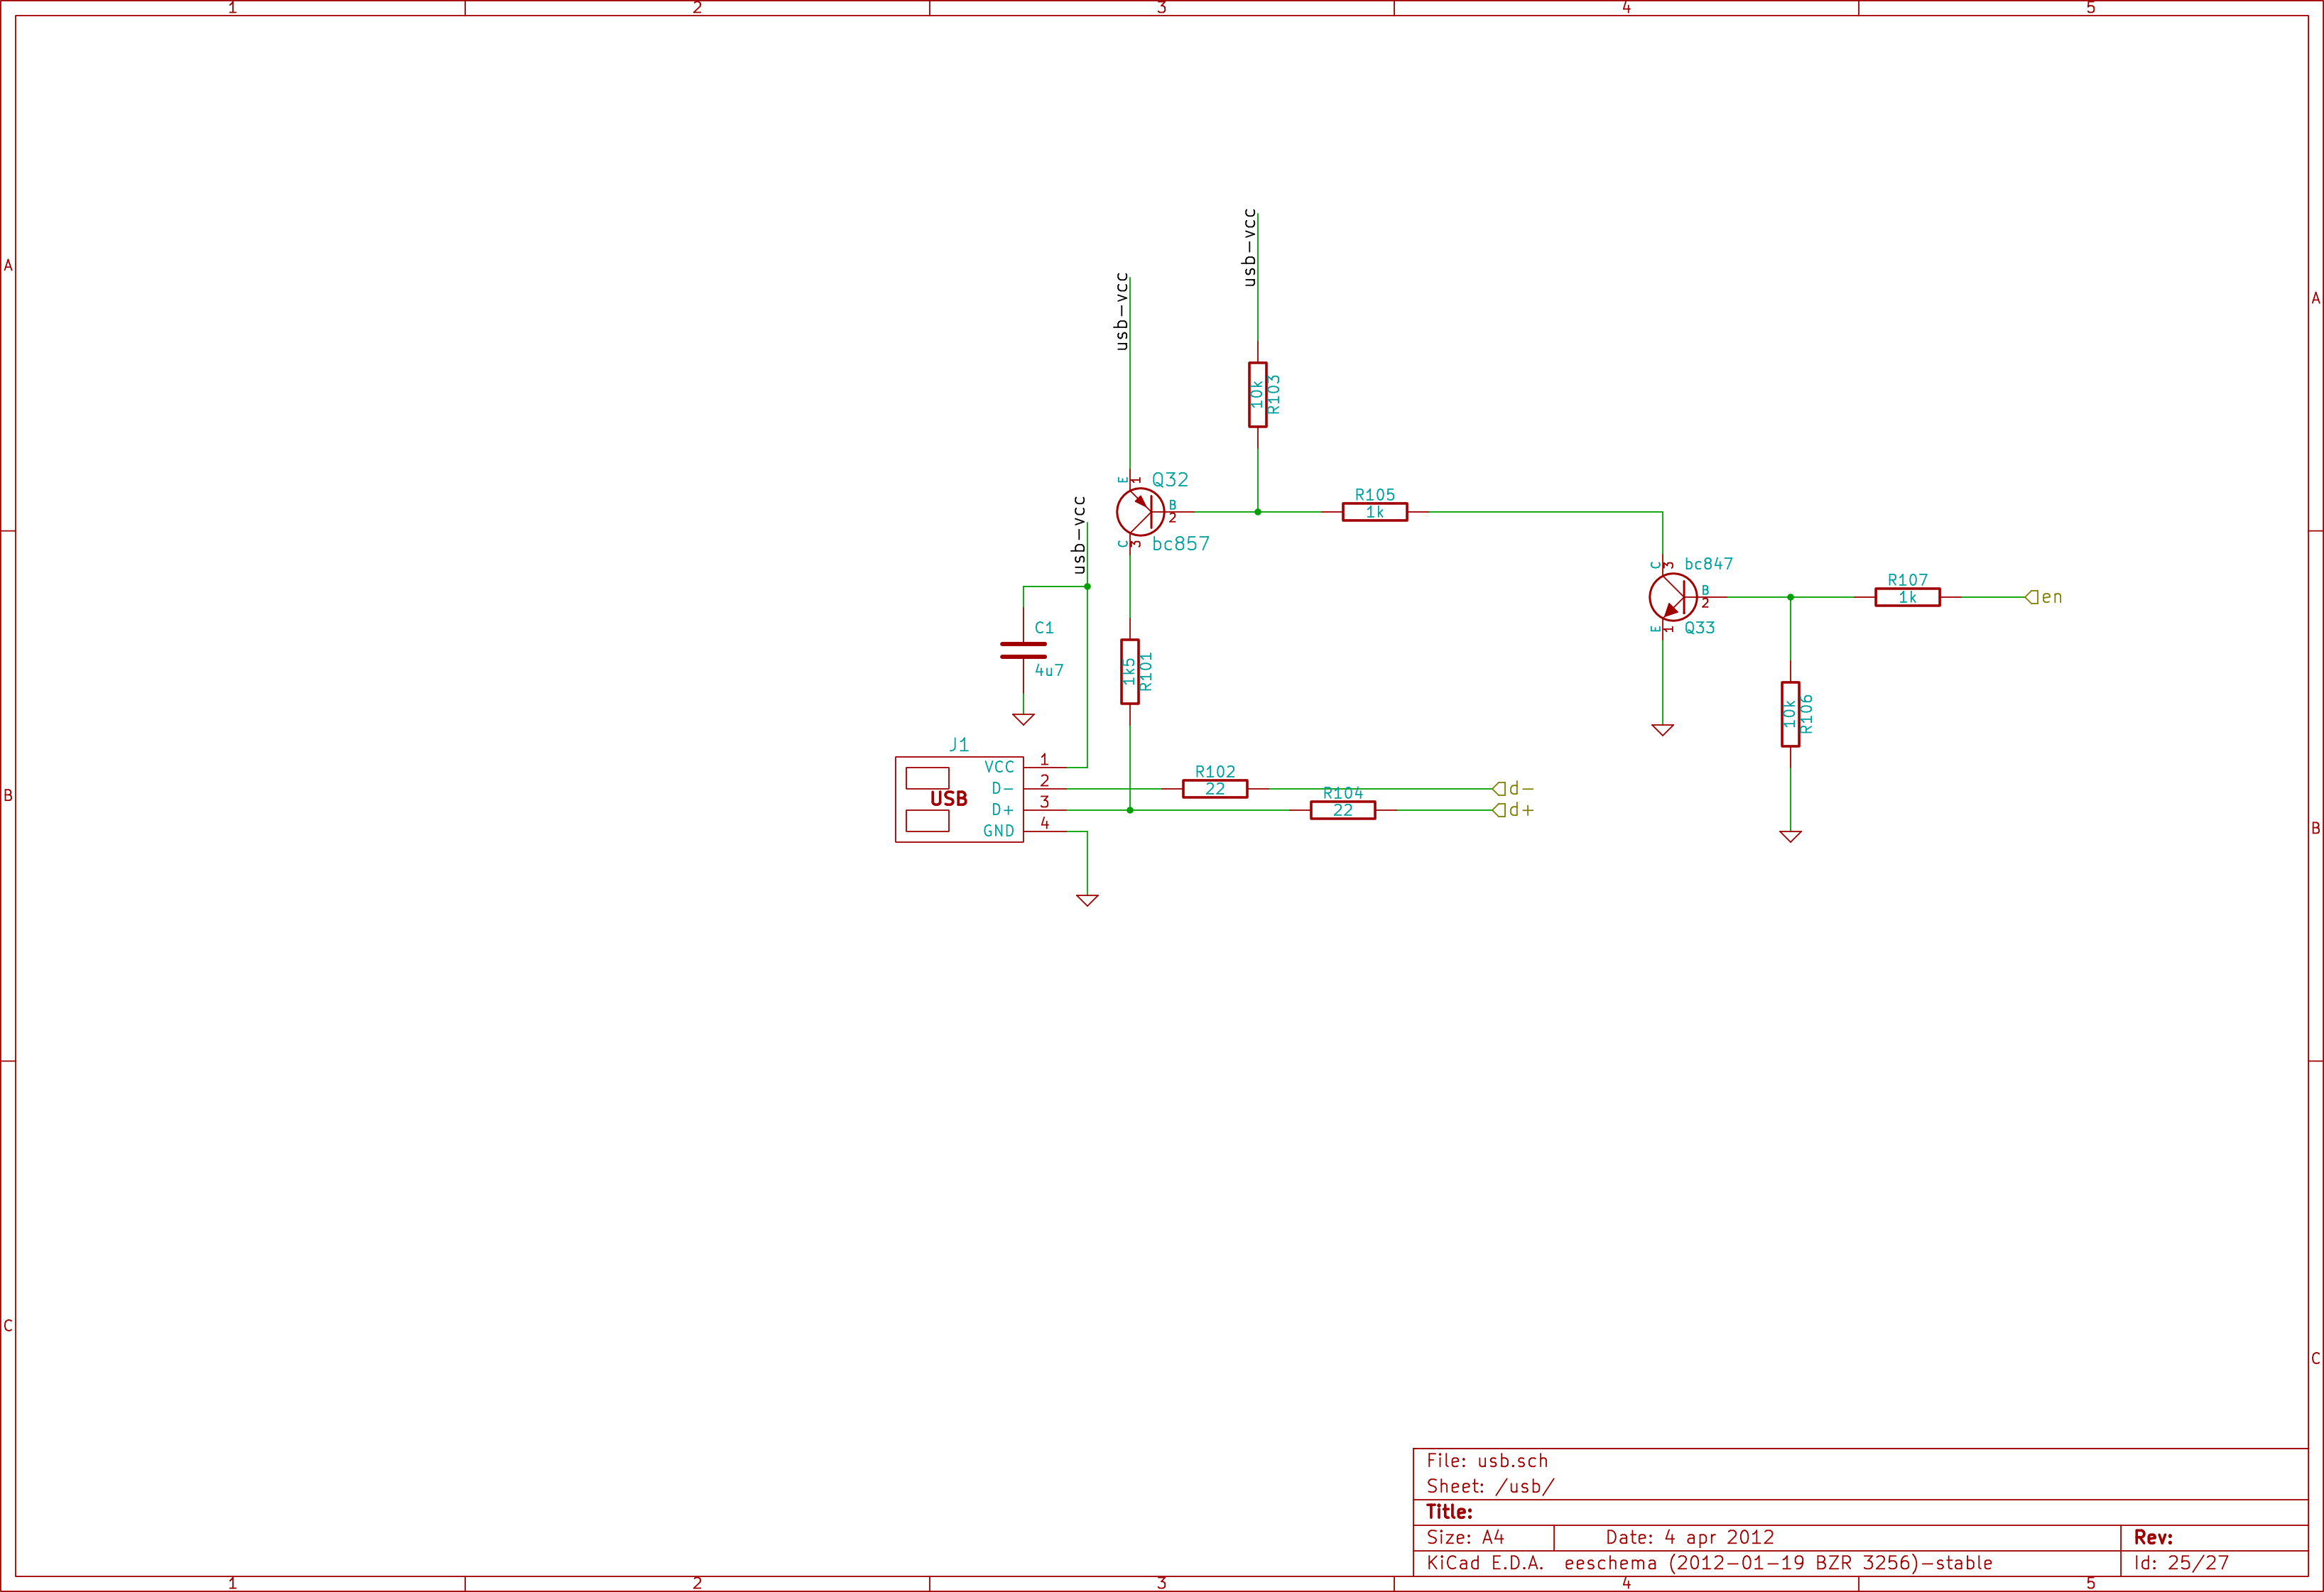 1 2 3 4 5
A
A
usb-vcc
usb-vcc
10k
R103
E
1
Q32
B
2
C
3
bc857
R105
1k
usb-vcc
C
3
bc847
B
2
E
1
Q33
R107
1k
en
C1
4u7
1k5
R101
10k
R106
J1
USB
VCC 1
D- 2
D+ 3
GND 4
R102
22
d-
R104
22
d+
B
B
C
C
File: usb.sch
Sheet: /usb/
Title:
Size: A4 Date: 4 apr 2012 Rev:
KiCad E.D.A. eeschema (2012-01-19 BZR 3256)-stable Id: 25/27
1 2 3 4 5